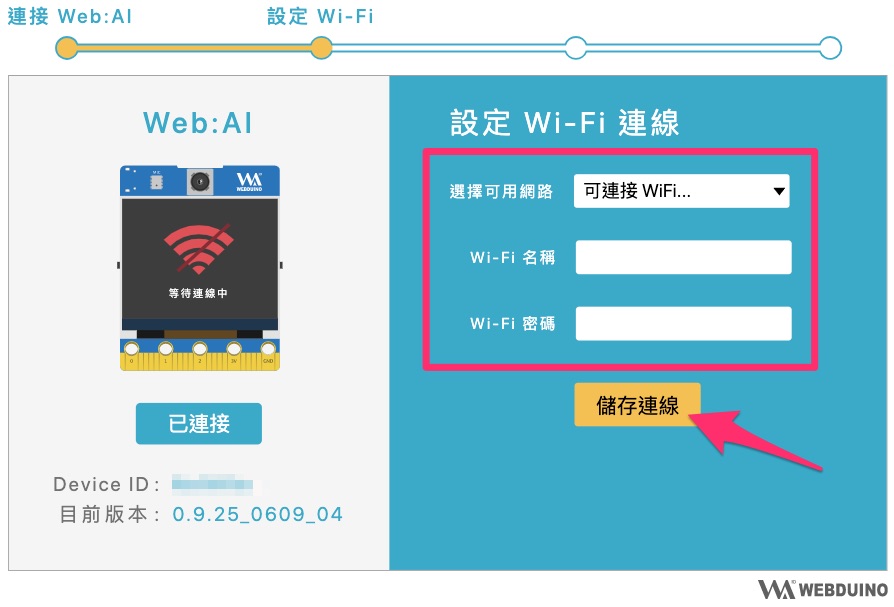 連接 Web:AI
設定 Wi-Fi
Web:AI
WEBDUINO
等待連線中
0 1 2 3V GND
已連接
Device ID :
目前版本 : 0.9.25_0609_04
設定 Wi-Fi 連線
選擇可用網路 可連接 WiFi...
Wi-Fi 名稱
Wi-Fi 密碼
儲存連線
WEBDUINO